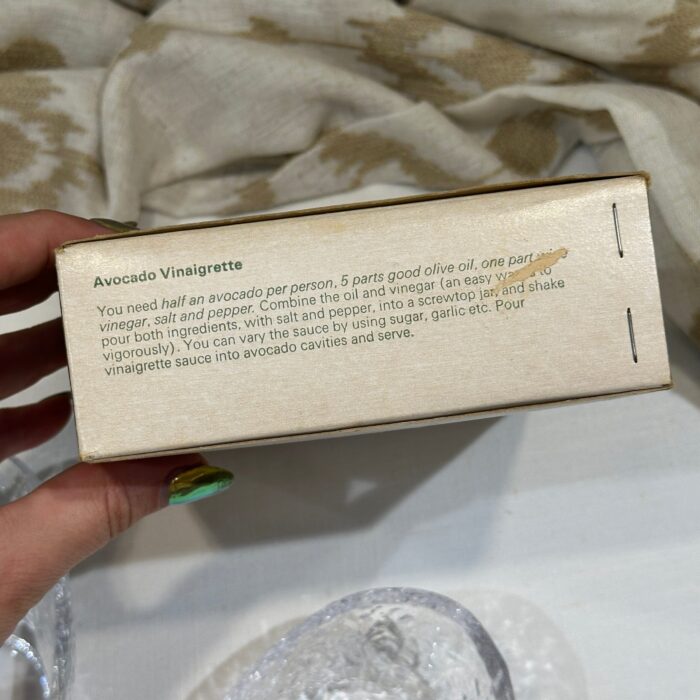 Avocado Vinaigrette
You need half an avocado per person, 5 parts good olive oil, one part
vinegar, salt and pepper. Combine the oil and vinegar (an easy to
pour both ingredients, with salt and pepper, into a screwtop jar, and shake
vigorously). You can vary the sauce by using sugar, garlic etc. Pour
vinaigrette sauce into avocado cavities and serve.